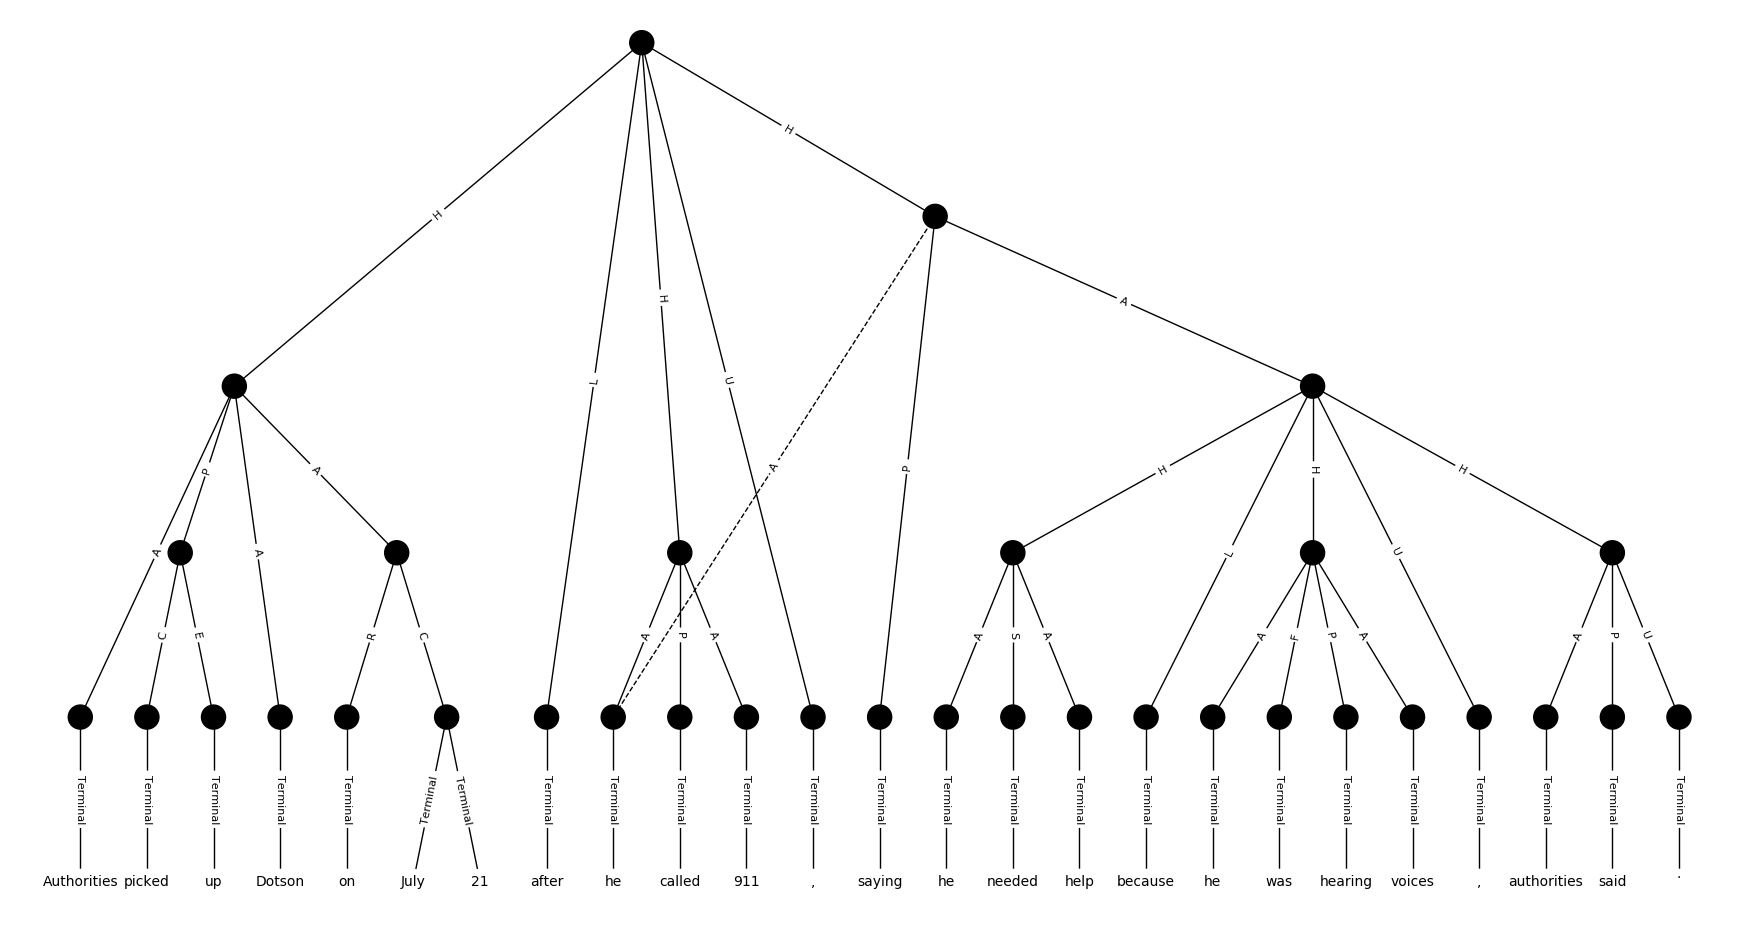 H
H
H
A
L
H
U
A
P
P
A
H
H
H
A
A
L
U
C
E
R
C
A
P
A
A
S
A
A
F
P
A
A
P
U
Terminal Terminal Terminal Terminal Terminal Terminal Terminal Terminal Terminal Terminal Terminal Terminal Terminal Terminal Terminal Terminal Terminal Terminal Terminal Terminal Terminal Terminal Terminal Terminal Terminal
Authorities picked up Dotson on July 21 after he called 911 , saying he needed help because he was hearing voices , authorities said .